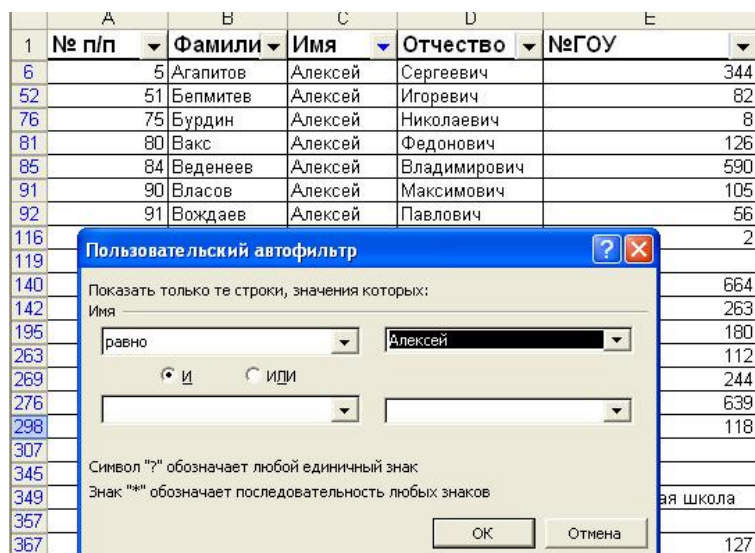 A B C D E
1 № п/п Фамили Имя Отчество №ГОУ
6 5 Агапитов Алексей Сергеевич 344
52 51 Бепмитев Алексей Игоревич 82
76 75 Бурдин Алексей Николаевич 8
81 80 Вакс Алексей Федонович 126
85 84 Веденеев Алексей Владимирович 590
91 90 Власов Алексей Максимович 105
92 91 Вождаев Алексей Павлович 56
116 2
Пользовательский автофильтр
119
140 664
Показать только те строки, значения которых:
142 263
Имя
195 180
равно Алексей
263 112
И ИЛИ
269 244
276 639
298 118
307
345
Символ "?" обозначает любой единичный знак
349 ая школа
Знак "*" обозначает последовательность любых знаков
357
367 127
ОК Отмена